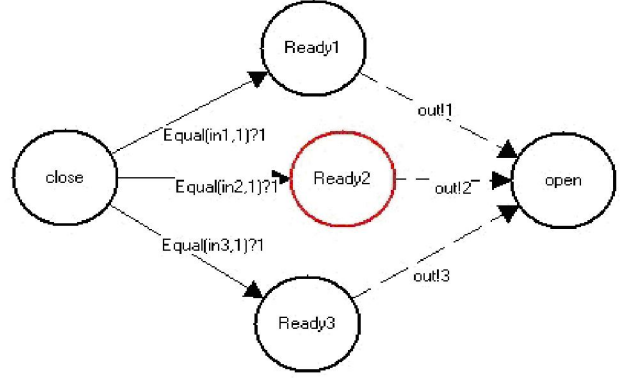 Ready1
out!1
Equal(in1,1)?1
close
Equal(in2,1)?1
Ready2
out!2
open
Equal(in3,1)?1
out!3
Ready3